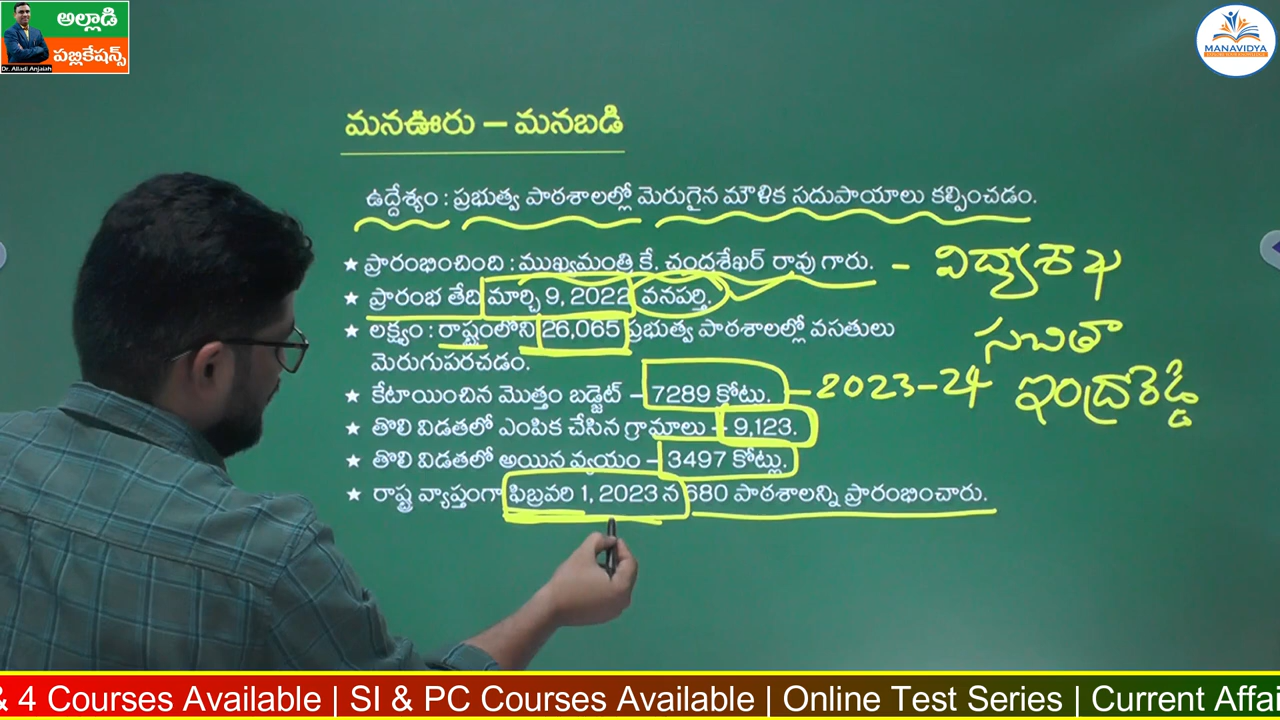 అల్లాడి
పబ్లికేషన్స్
Dr. Alladi Anjaiah
MANAVIDYA
మనఊరు – మనబడి
ఉద్దేశ్యం : ప్రభుత్వ పాఠశాలల్లో మెరుగైన మౌళిక సదుపాయాలు కల్పించడం.
★ ప్రారంభించింది : ముఖ్యమంత్రి కే. చంద్రశేఖర్ రావు గారు. – విద్యాశాఖ
★ ప్రారంభ తేది మార్చి 9, 2022 వనపర్తి.
★ లక్ష్యం : రాష్ట్రంలోని 26,065 ప్రభుత్వ పాఠశాలల్లో వసతులు
మెరుగుపరచడం.
సబితా
★ కేటాయించిన మొత్తం బడ్జెట్ – 7289 కోట్లు. – 2023-24 ఇంద్రారెడ్డి
★ తొలి విడతలో ఎంపిక చేసిన గ్రామాలు – 9,123.
★ తొలి విడతలో అయిన వ్యయం – 3497 కోట్లు.
★ రాష్ట్ర వ్యాప్తంగా ఫిబ్రవరి 1, 2023 న 680 పాఠశాలన్ని ప్రారంభించారు.
& 4 Courses Available | SI & PC Courses Available | Online Test Series | Current Affai